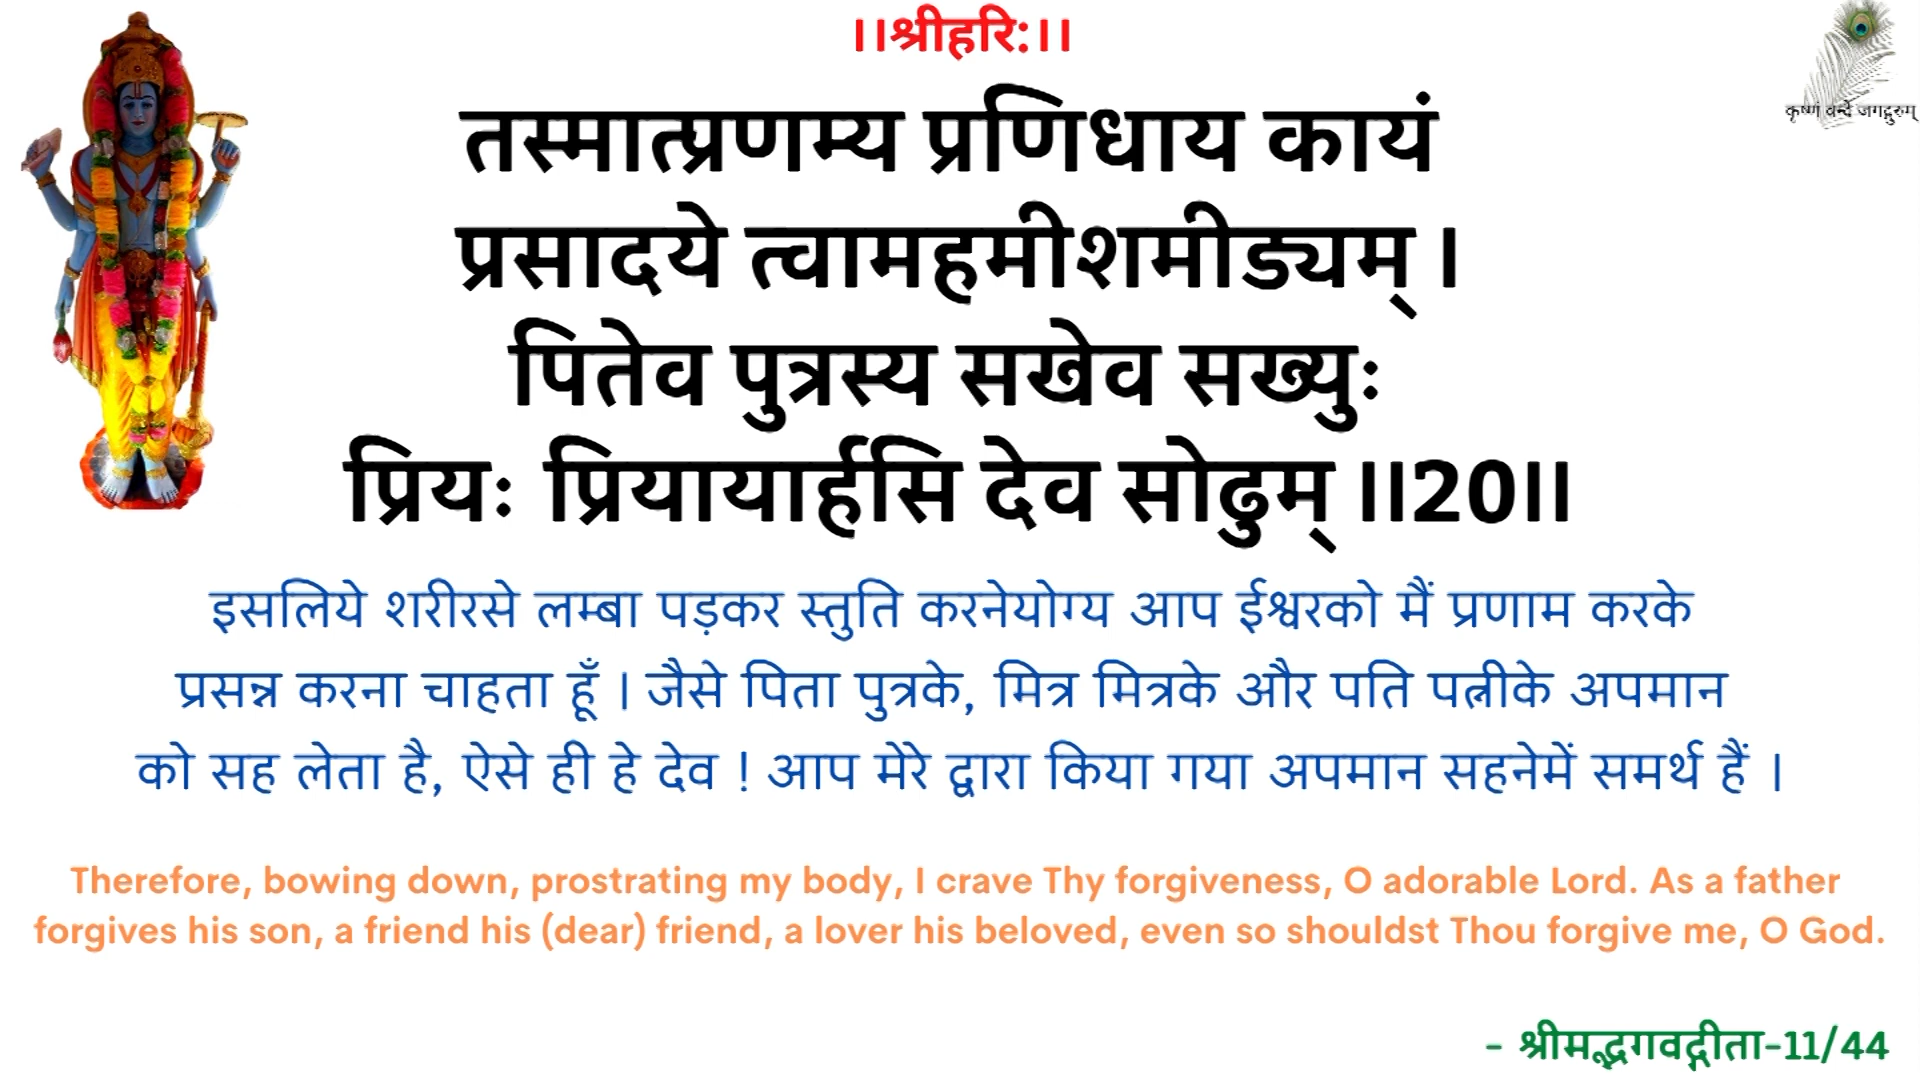 ।।श्रीहरि:।।
कृष्णं वन्दे जगद्गुरुम्
तस्मात्प्रणम्य प्रणिधाय कायं
प्रसादये त्वामहमीशमीड्यम् ।
पितेव पुत्रस्य सखेव सख्युः
प्रियः प्रियायार्हसि देव सोढुम् ।।20।।
इसलिये शरीरसे लम्बा पड़कर स्तुति करनेयोग्य आप ईश्वरको मैं प्रणाम करके
प्रसन्न करना चाहता हूँ । जैसे पिता पुत्रके, मित्र मित्रके और पति पत्नीके अपमान
को सह लेता है, ऐसे ही हे देव ! आप मेरे द्वारा किया गया अपमान सहनेमें समर्थ हैं ।
Therefore, bowing down, prostrating my body, I crave Thy forgiveness, O adorable Lord. As a father
forgives his son, a friend his (dear) friend, a lover his beloved, even so shouldst Thou forgive me, O God.
- श्रीमद्भगवद्गीता-11/44